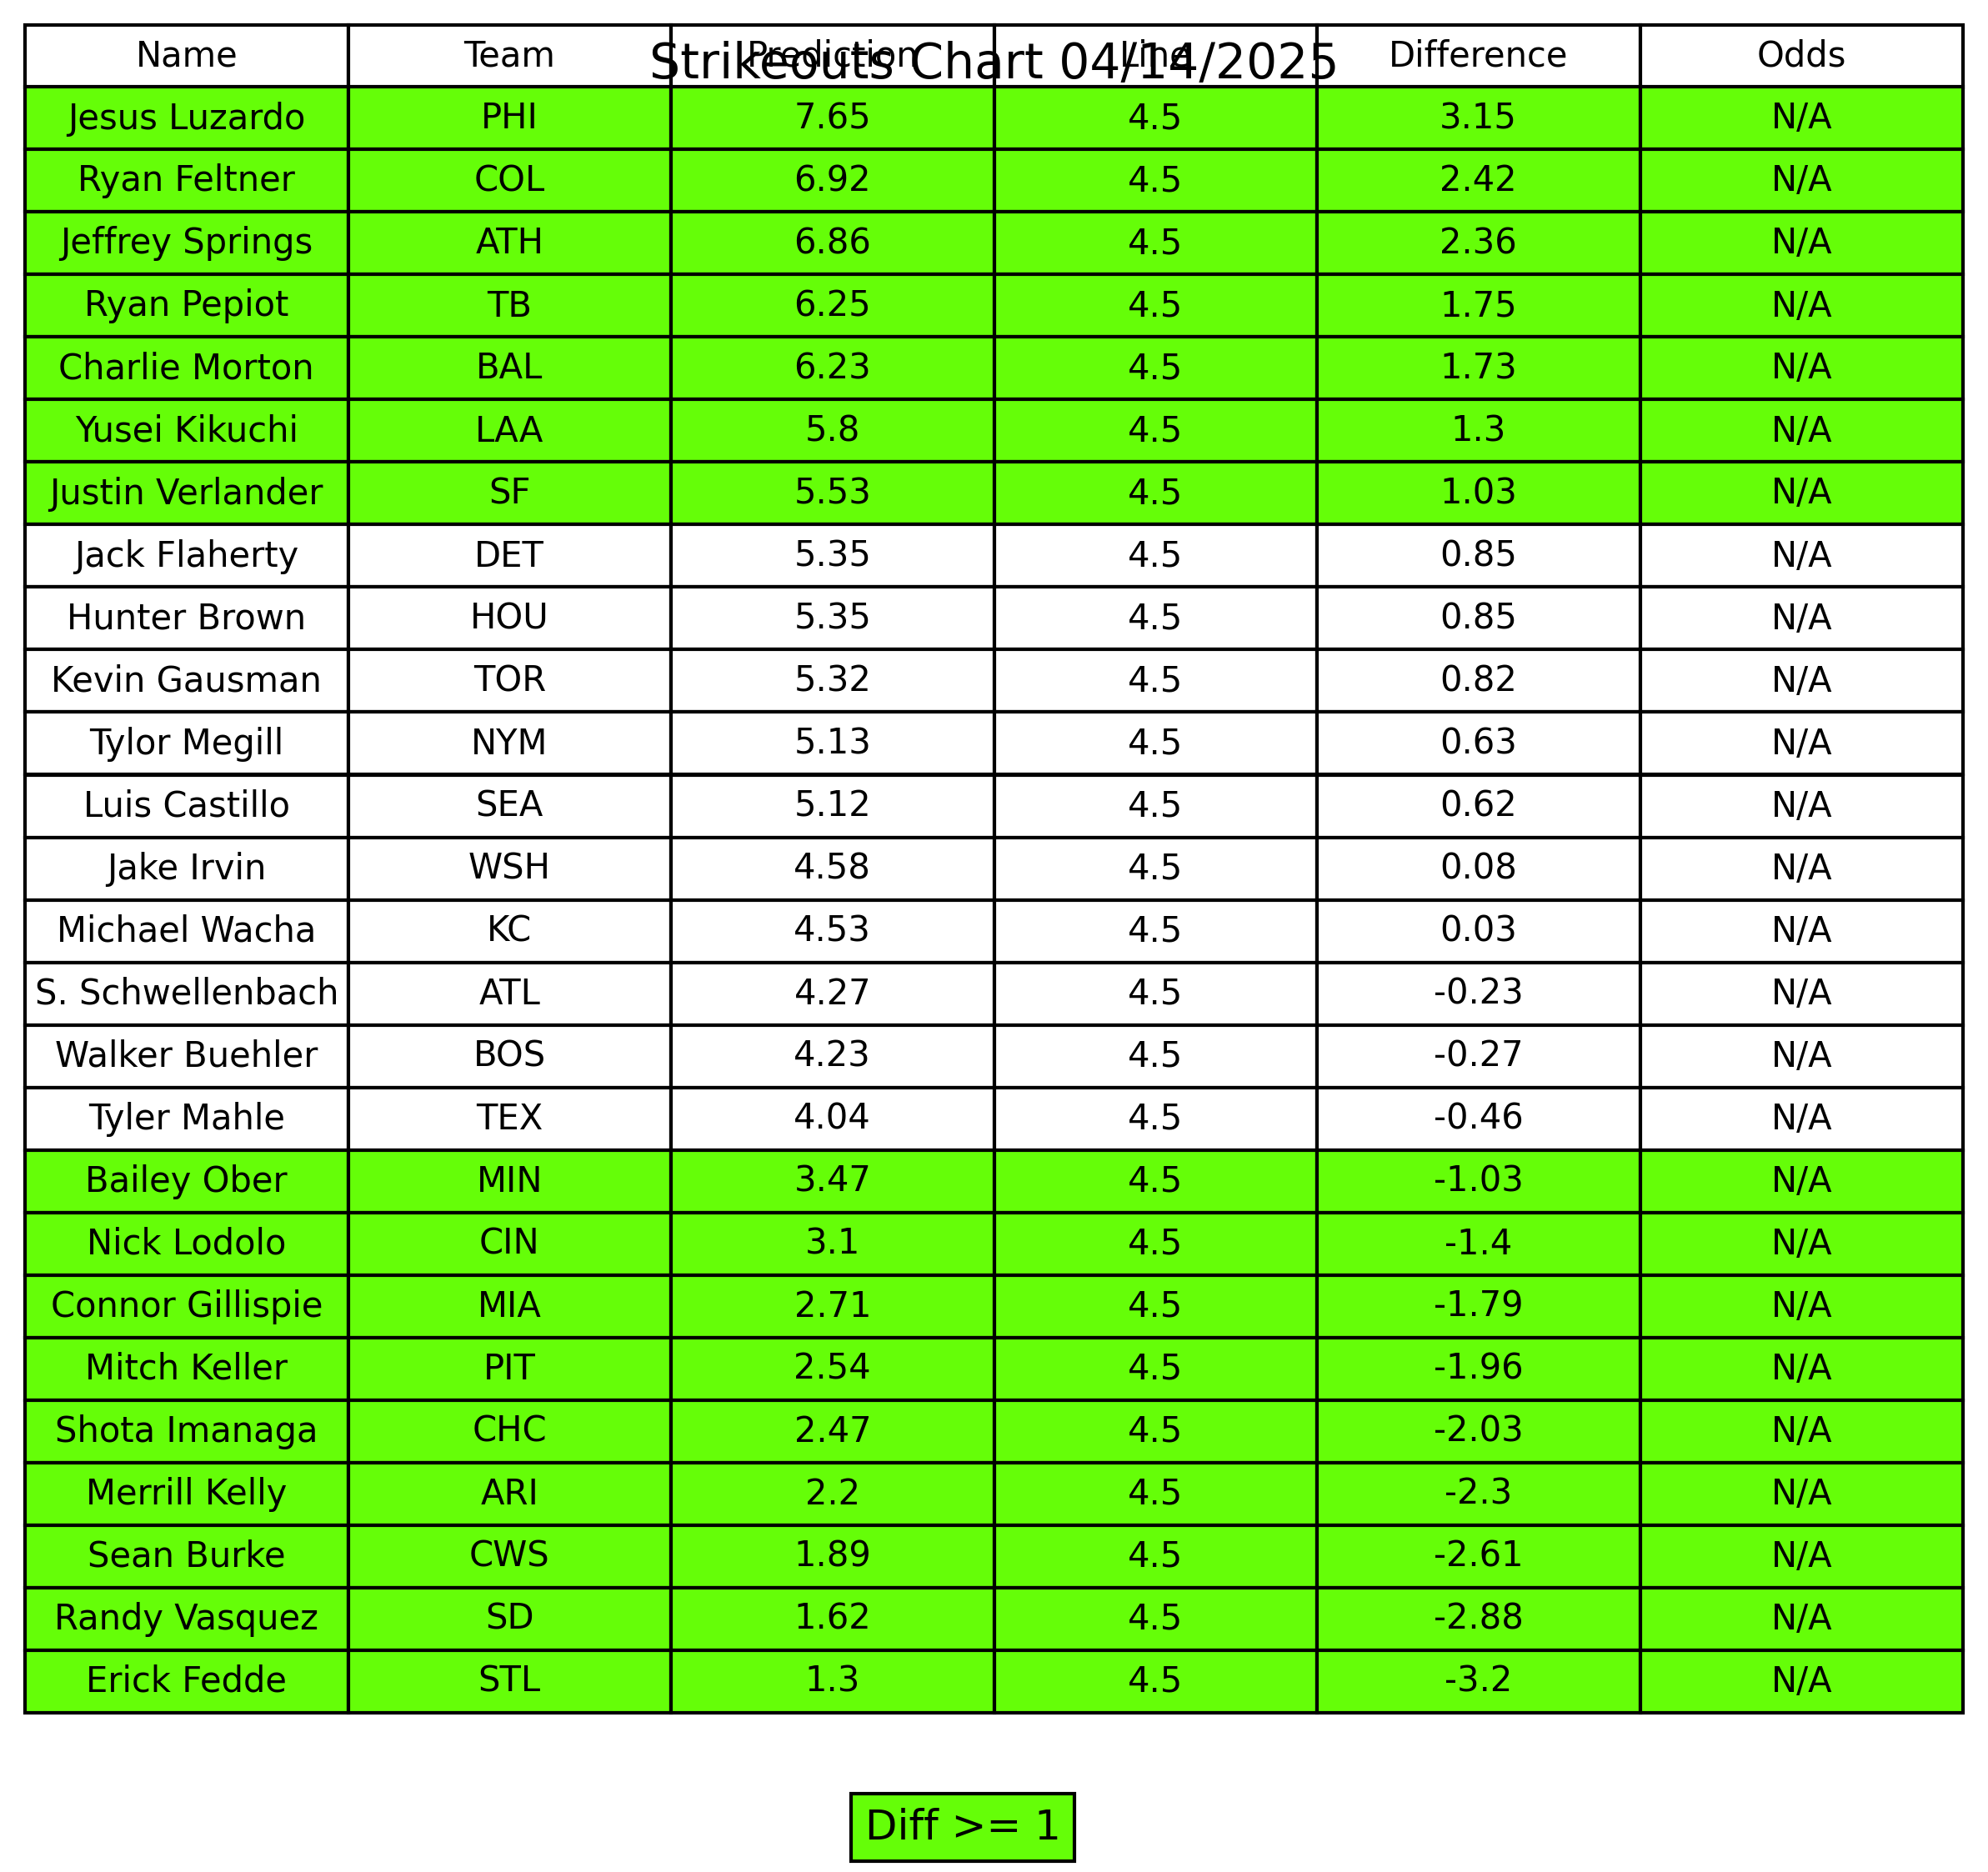 Strikeouts Chart 04/14/2025
Name Team Prediction Line Difference Odds
Jesus Luzardo PHI 7.65 4.5 3.15 N/A
Ryan Feltner COL 6.92 4.5 2.42 N/A
Jeffrey Springs ATH 6.86 4.5 2.36 N/A
Ryan Pepiot TB 6.25 4.5 1.75 N/A
Charlie Morton BAL 6.23 4.5 1.73 N/A
Yusei Kikuchi LAA 5.8 4.5 1.3 N/A
Justin Verlander SF 5.53 4.5 1.03 N/A
Jack Flaherty DET 5.35 4.5 0.85 N/A
Hunter Brown HOU 5.35 4.5 0.85 N/A
Kevin Gausman TOR 5.32 4.5 0.82 N/A
Tylor Megill NYM 5.13 4.5 0.63 N/A
Luis Castillo SEA 5.12 4.5 0.62 N/A
Jake Irvin WSH 4.58 4.5 0.08 N/A
Michael Wacha KC 4.53 4.5 0.03 N/A
S. Schwellenbach ATL 4.27 4.5 -0.23 N/A
Walker Buehler BOS 4.23 4.5 -0.27 N/A
Tyler Mahle TEX 4.04 4.5 -0.46 N/A
Bailey Ober MIN 3.47 4.5 -1.03 N/A
Nick Lodolo CIN 3.1 4.5 -1.4 N/A
Connor Gillispie MIA 2.71 4.5 -1.79 N/A
Mitch Keller PIT 2.54 4.5 -1.96 N/A
Shota Imanaga CHC 2.47 4.5 -2.03 N/A
Merrill Kelly ARI 2.2 4.5 -2.3 N/A
Sean Burke CWS 1.89 4.5 -2.61 N/A
Randy Vasquez SD 1.62 4.5 -2.88 N/A
Erick Fedde STL 1.3 4.5 -3.2 N/A
Diff >= 1